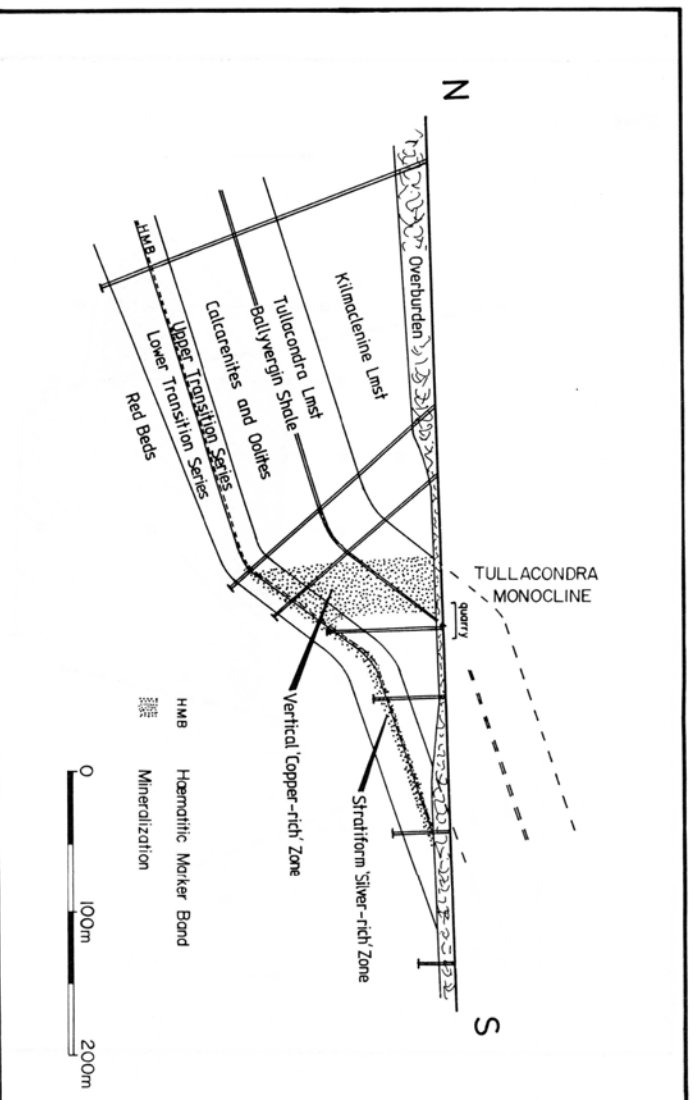 N
S
TULLACONDRA
MONOCLINE
quarry
Overburden
Kilmaclenine Lmst
Tullacondra Lmst
Ballyvergin Shale
Calcarenites and Oolites
Upper Transition Series
HMB
Lower Transition Series
Red Beds
Vertical 'Copper-rich' Zone
Stratiform 'Silver-rich' Zone
HMB Hæmatitic Marker Band
Mineralization
0 100m 200m